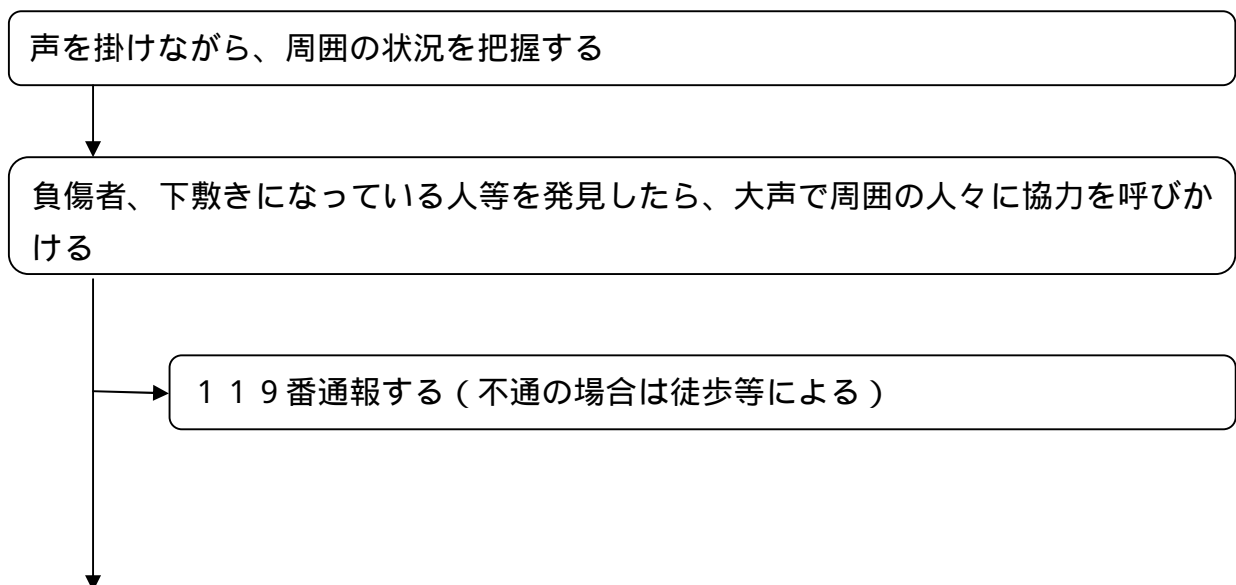 声を掛けながら、周囲の状況を把握する
負傷者、下敷きになっている人等を発見したら、大声で周囲の人々に協力を呼びか
ける
１１９番通報する（不通の場合は徒歩等による）